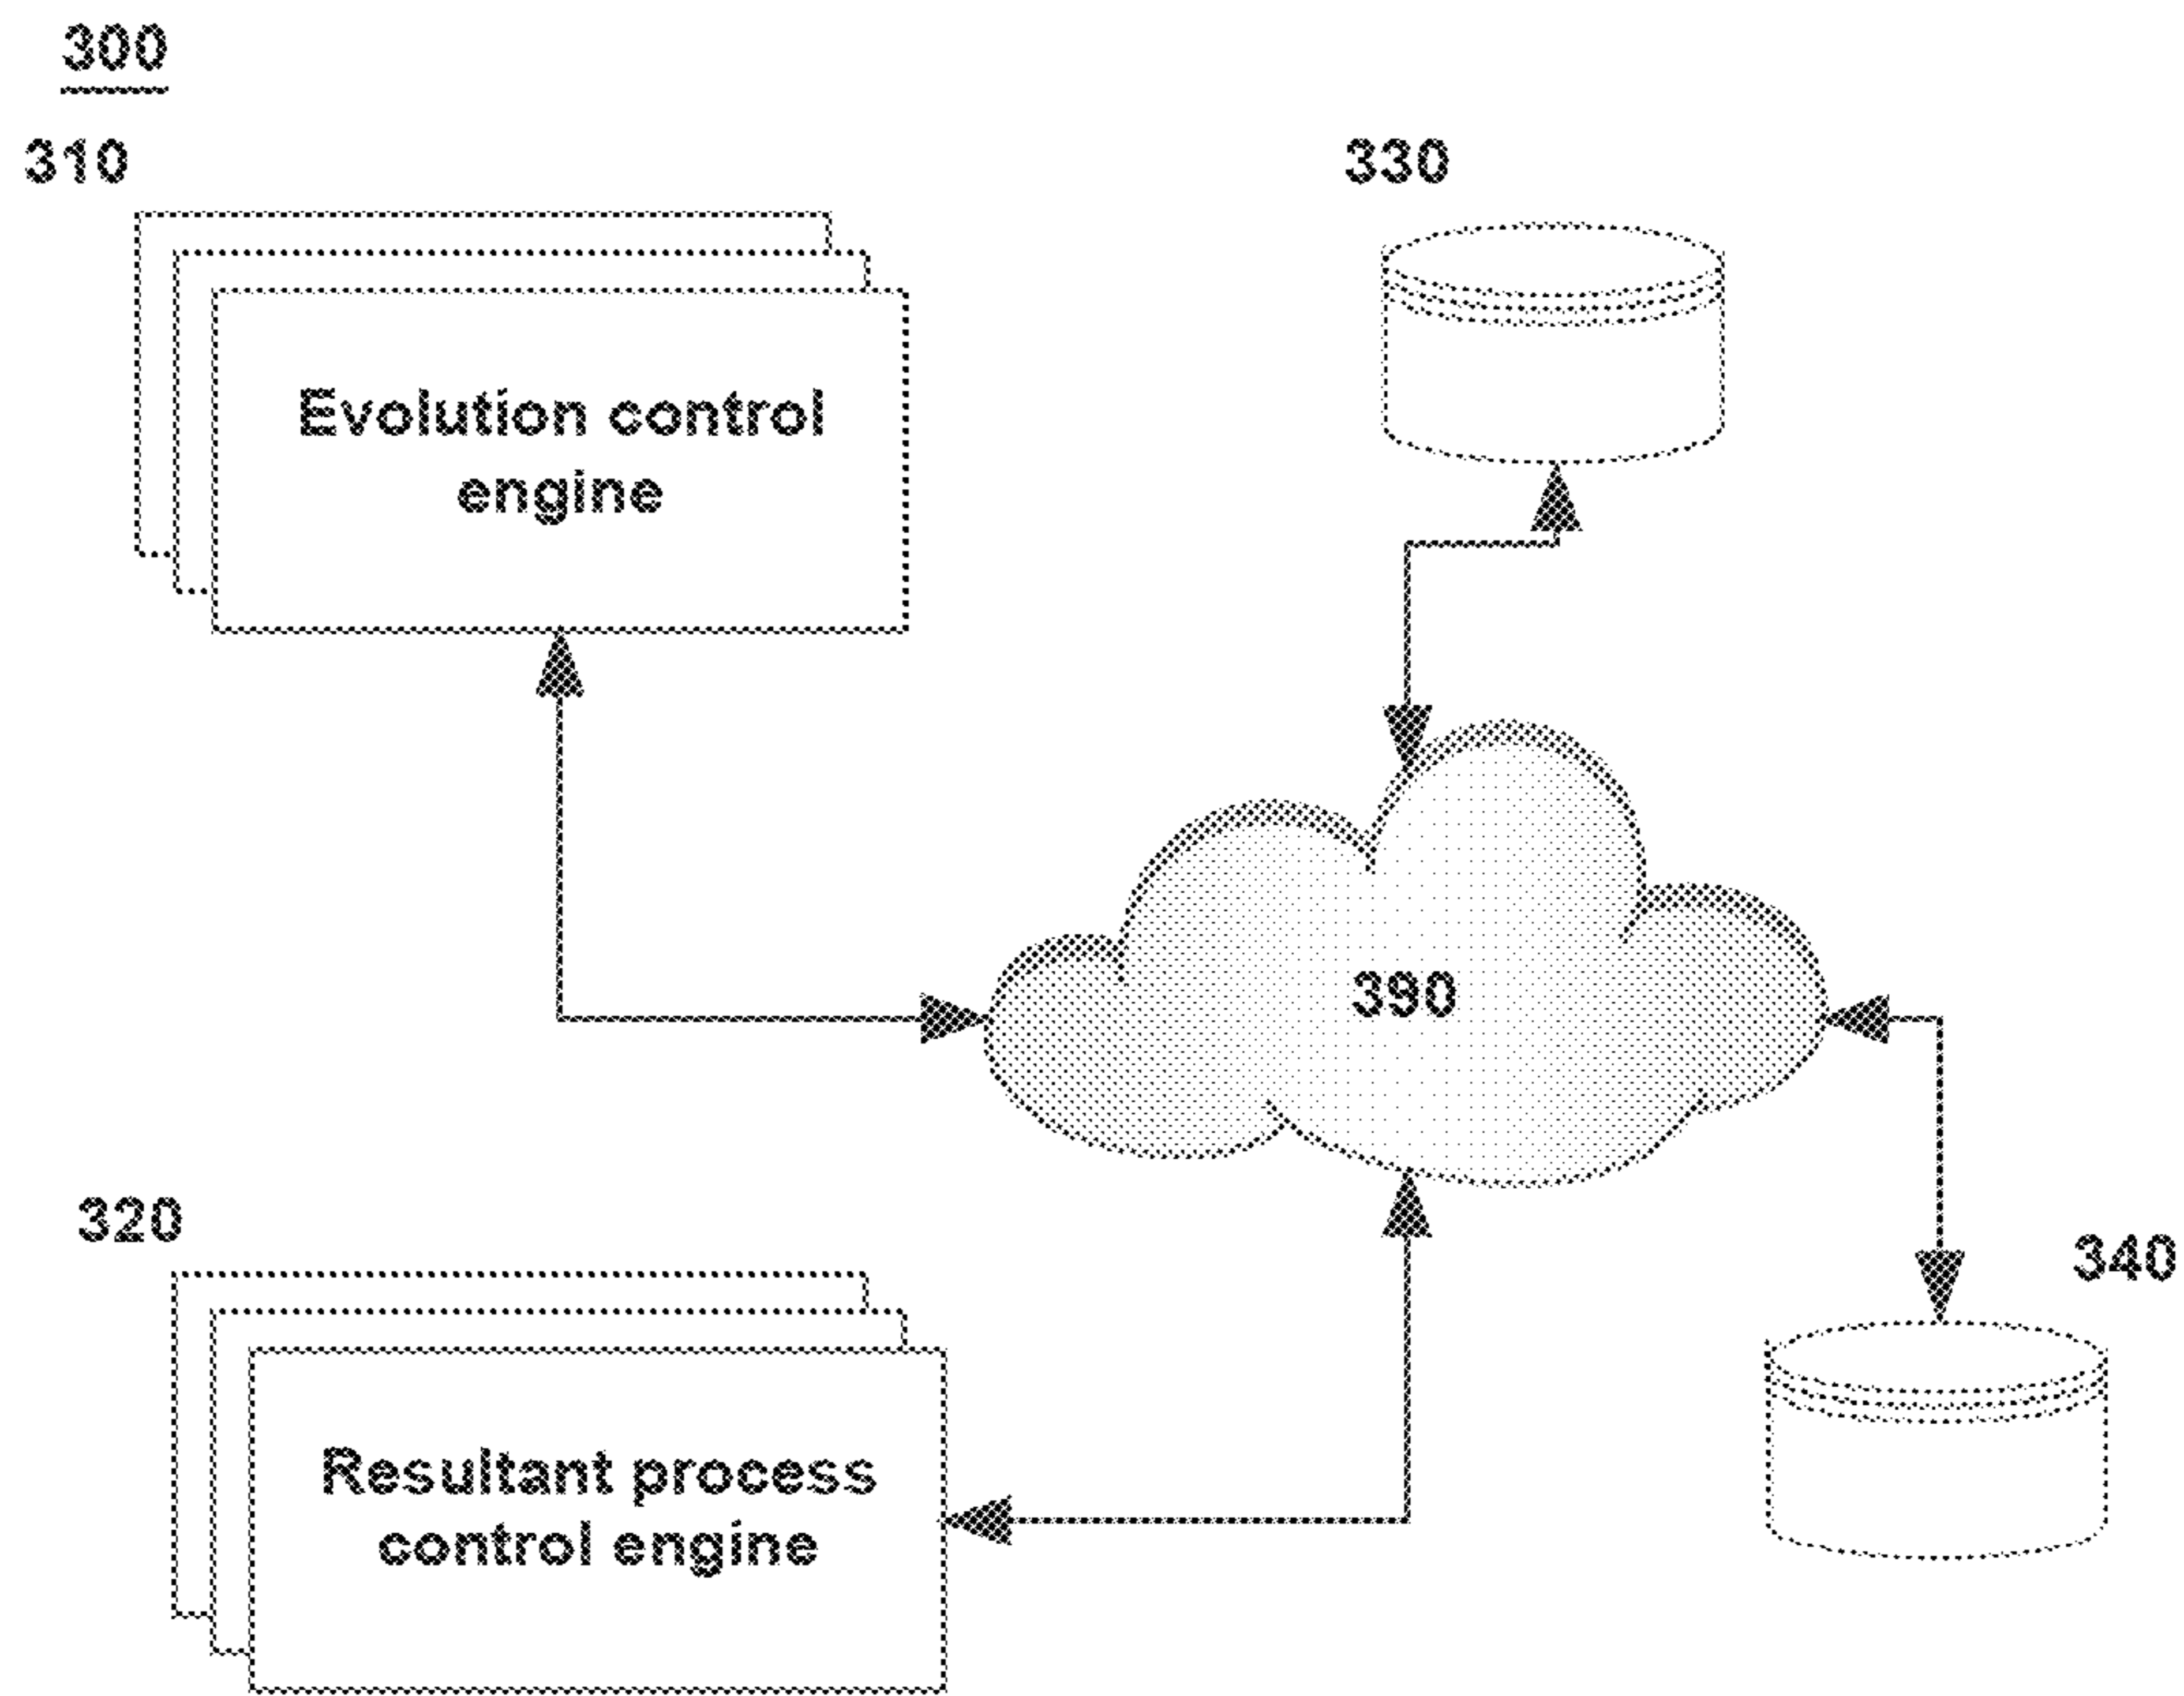 300
310
330
Evolution control
engine
390
320
340
Resultant process
control engine